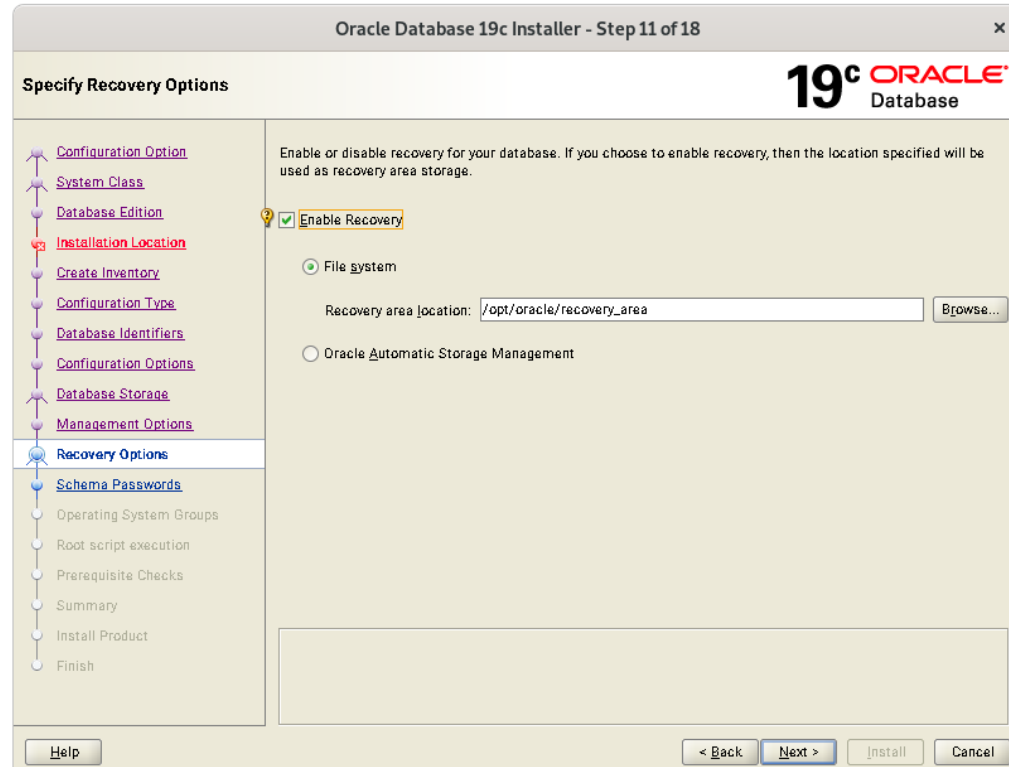 Oracle Database 19c Installer - Step 11 of 18
×
Specify Recovery Options
19c ORACLE
Database
Configuration Option
System Class
Database Edition
Installation Location
Create Inventory
Configuration Type
Database Identifiers
Configuration Options
Database Storage
Management Options
Recovery Options
Schema Passwords
Operating System Groups
Root script execution
Prerequisite Checks
Summary
Install Product
Finish
Enable or disable recovery for your database. If you choose to enable recovery, then the location specified will be
used as recovery area storage.
Enable Recovery
File system
Recovery area location: /opt/oracle/recovery_area Browse...
Oracle Automatic Storage Management
Help < Back Next > Install Cancel